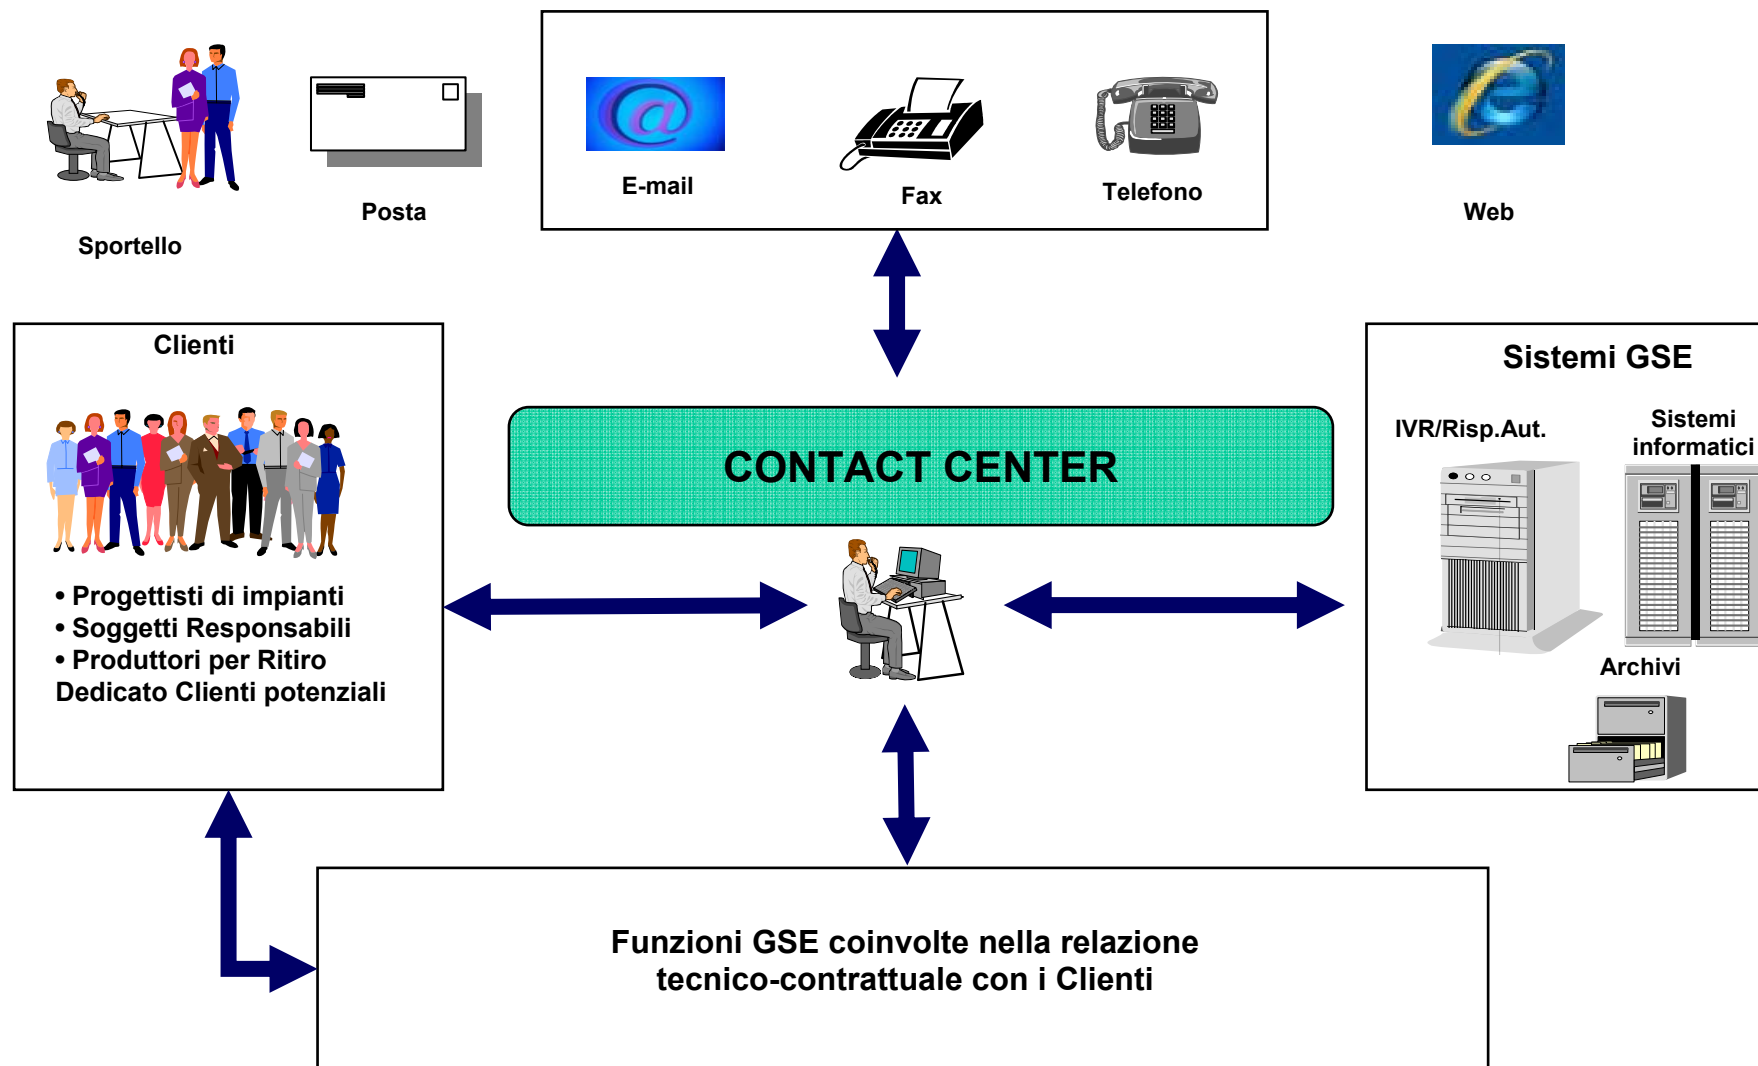 Sportello
Posta
E-mail
Fax
Telefono
Web
Clienti
• Progettisti di impianti
• Soggetti Responsabili
• Produttori per Ritiro
Dedicato Clienti potenziali
CONTACT CENTER
Sistemi GSE
IVR/Risp.Aut.
Sistemi
informatici
Archivi
Funzioni GSE coinvolte nella relazione
tecnico-contrattuale con i Clienti